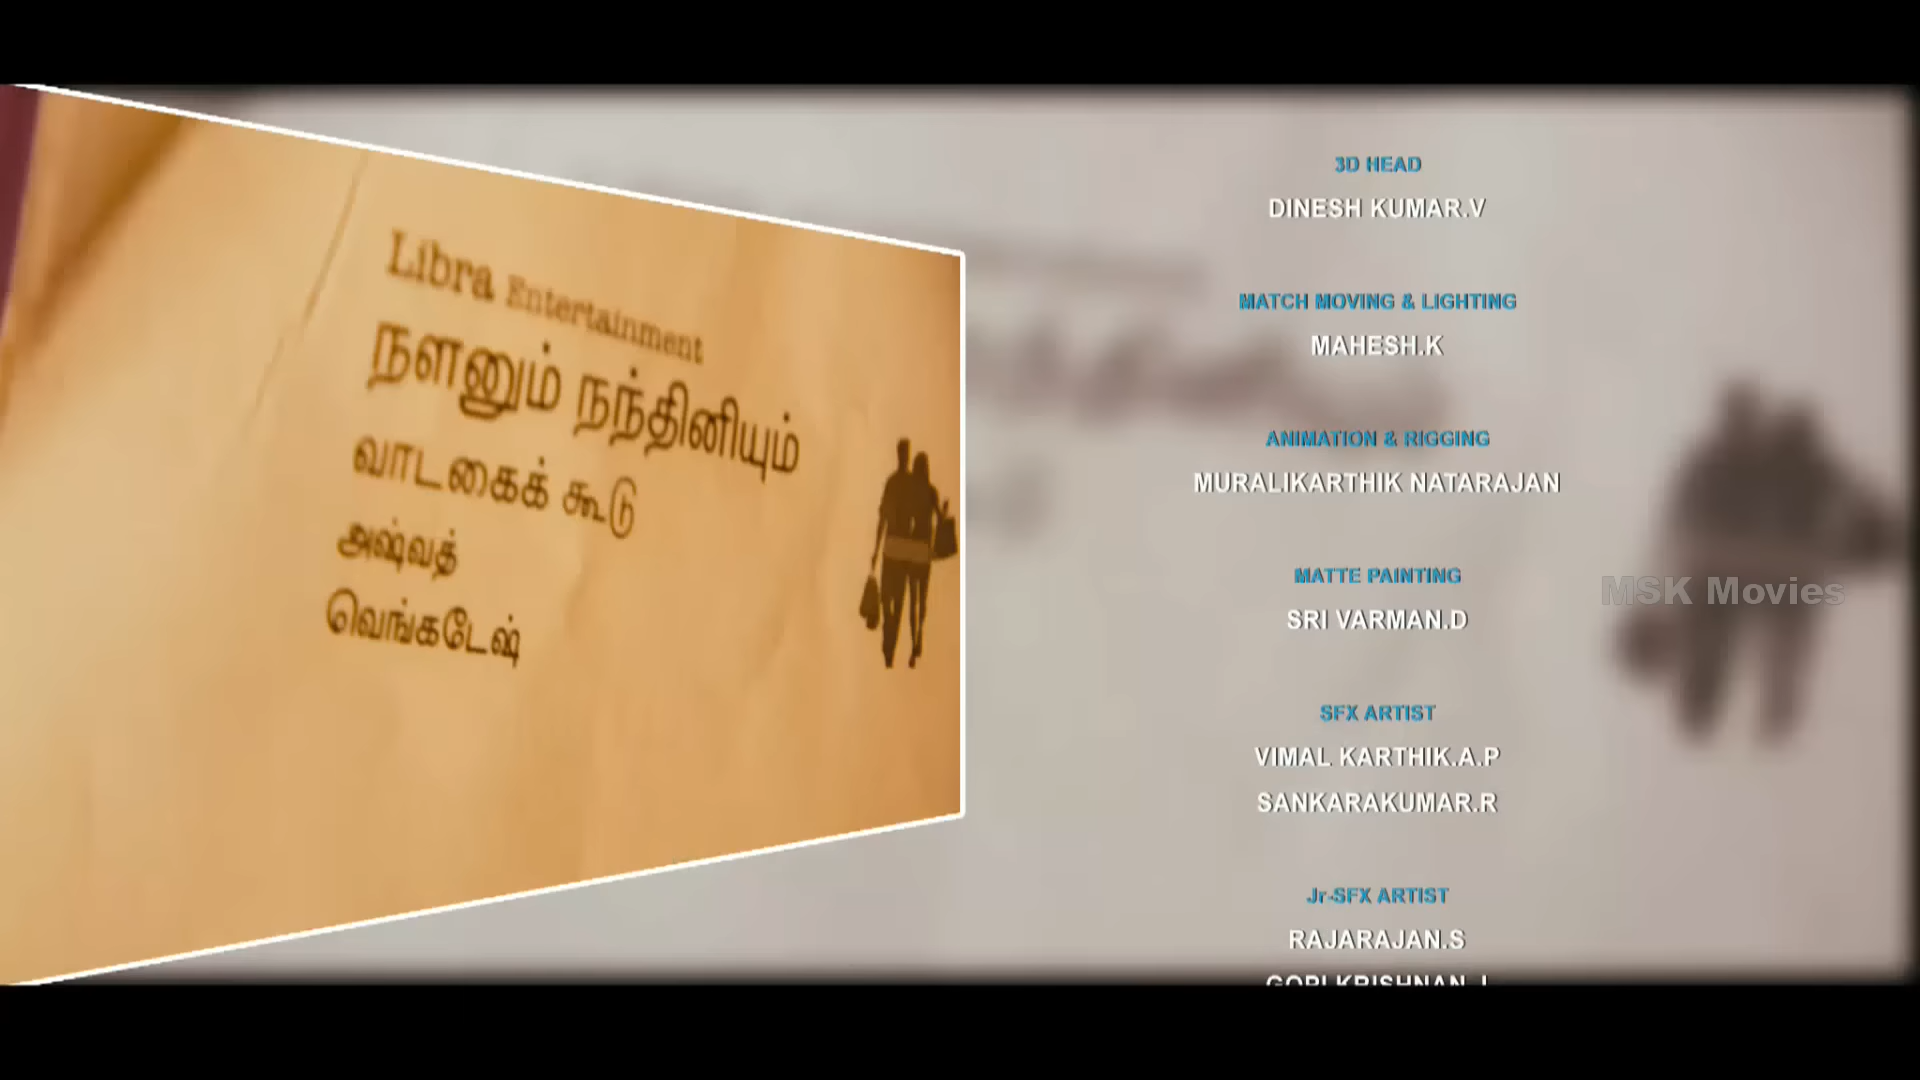 Libra Entertainment
நளனும் நந்தினியும்
வாடகைக் கூடு
அஷ்வத்
வெங்கடேஷ்
3D HEAD
DINESH KUMAR.V
MATCH MOVING & LIGHTING
MAHESH.K
ANIMATION & RIGGING
MURALIKARTHIK NATARAJAN
MATTE PAINTING
SRI VARMAN.D
MSK Movies
SFX ARTIST
VIMAL KARTHIK.A.P
SANKARAKUMAR.R
Jr-SFX ARTIST
RAJARAJAN.S